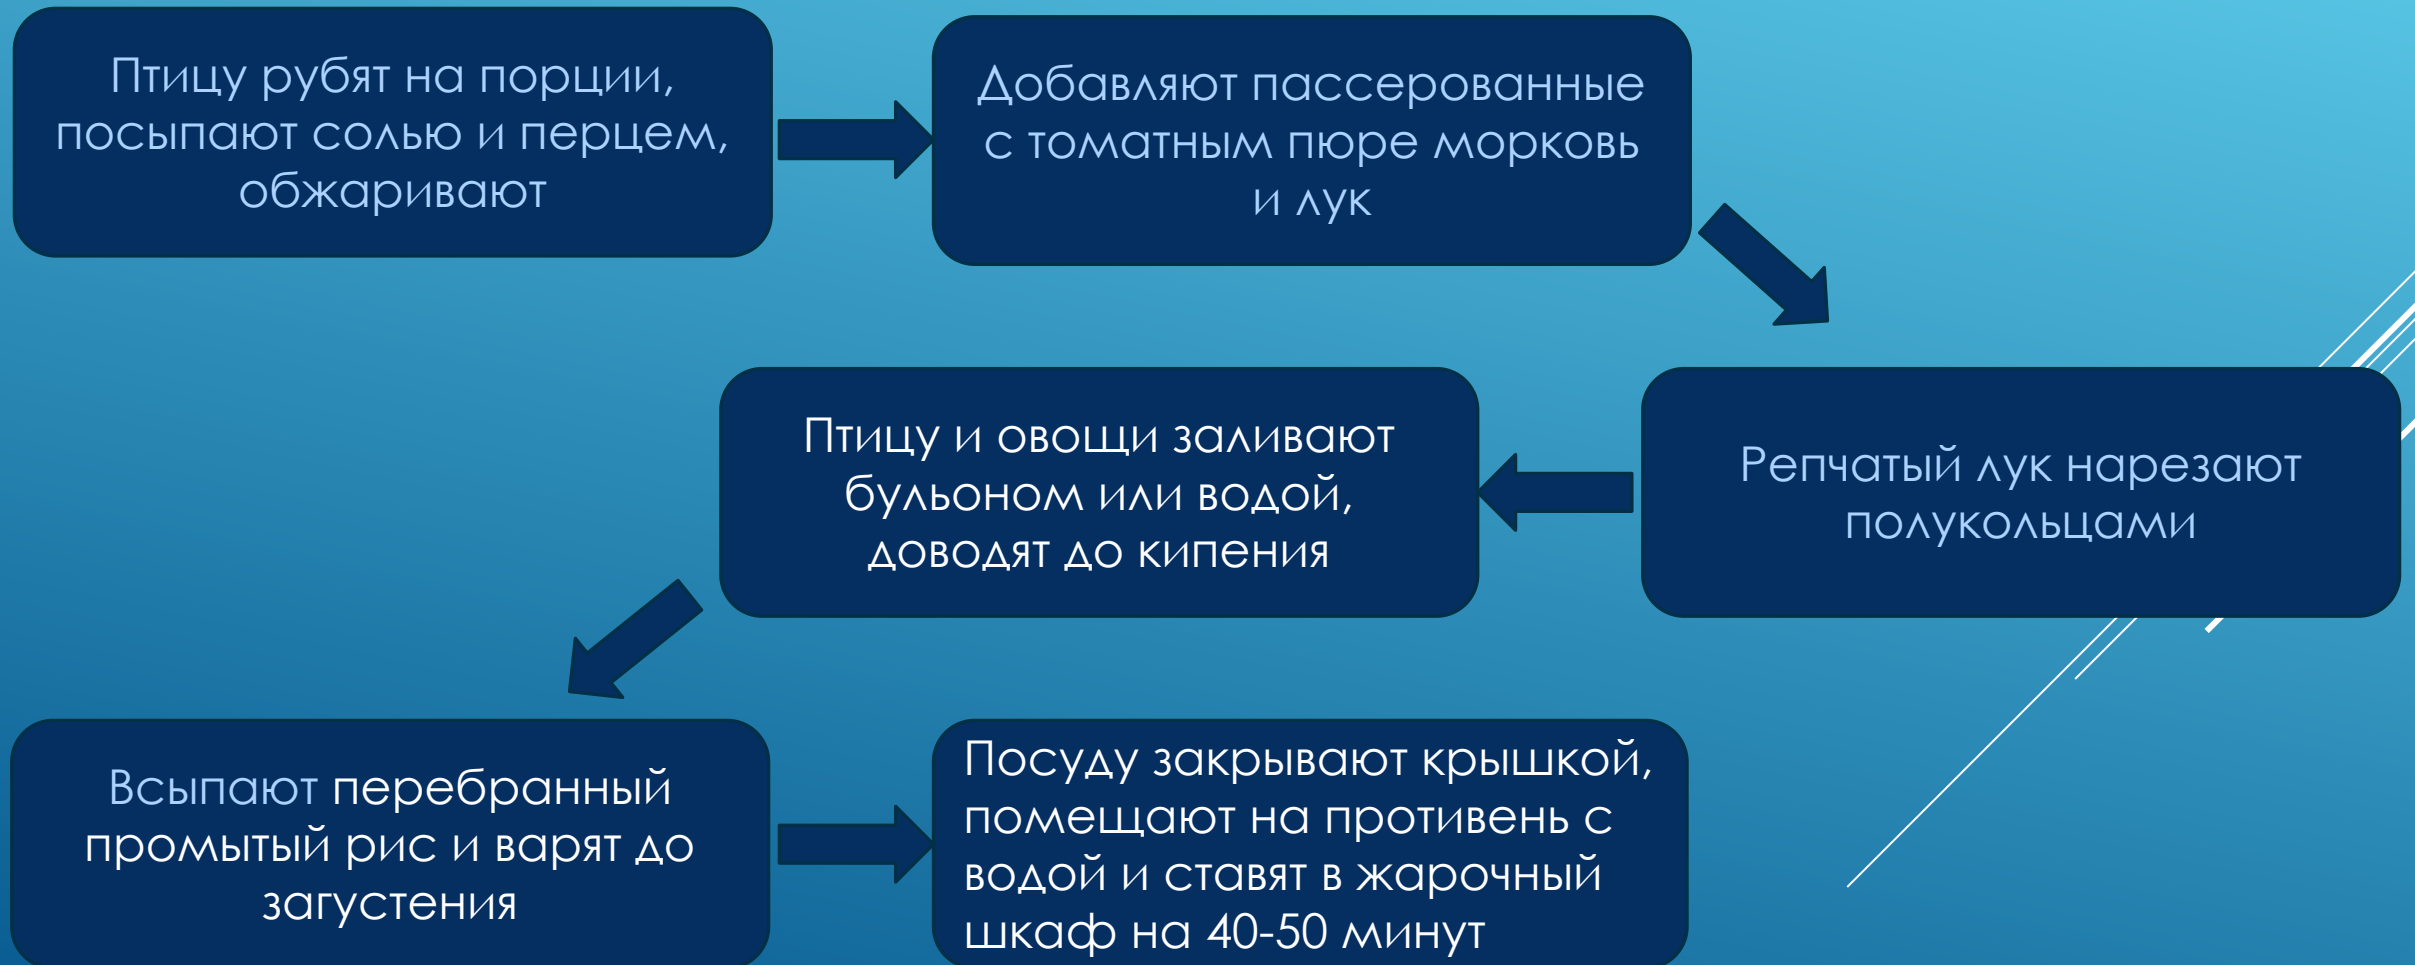 Птицу рубят на порции,
посыпают солью и перцем,
обжаривают
Добавляют пассерованные
с томатным пюре морковь
и лук
Репчатый лук нарезают
полукольцами
Птицу и овощи заливают
бульоном или водой,
доводят до кипения
Всыпают перебранный
промытый рис и варят до
загустения
Посуду закрывают крышкой,
помещают на противень с
водой и ставят в жарочный
шкаф на 40-50 минут